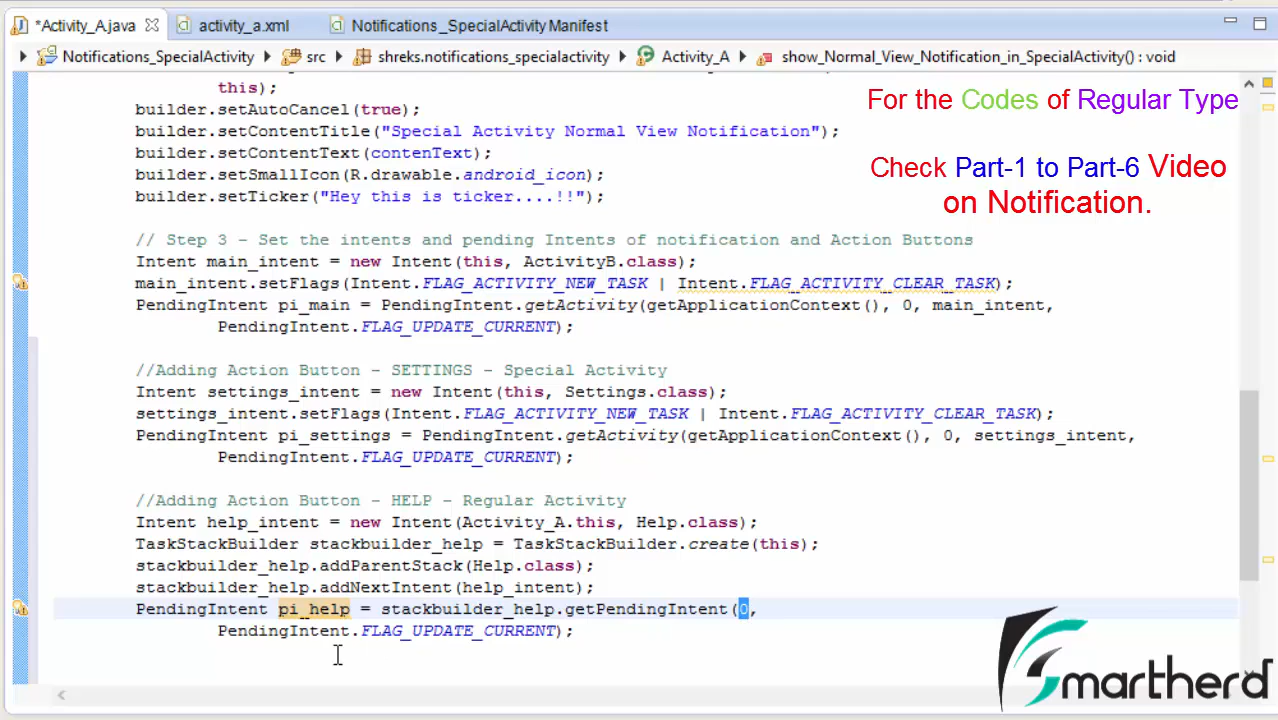 *Activity_A.java activity_a.xml Notifications_SpecialActivity Manifest
Notifications_SpecialActivity src shreks.notifications_specialactivity Activity_A show_Normal_View_Notification_in_SpecialActivity() : void
this);
builder.setAutoCancel(true);
builder.setContentTitle("Special Activity Normal View Notification");
builder.setContentText(contenText);
builder.setSmallIcon(R.drawable.android_icon);
builder.setTicker("Hey this is ticker....!!");
For the Codes of Regular Type
Check Part-1 to Part-6 Video
on Notification.
// Step 3 - Set the intents and pending Intents of notification and Action Buttons
Intent main_intent = new Intent(this, ActivityB.class);
main_intent.setFlags(Intent.FLAG_ACTIVITY_NEW_TASK | Intent.FLAG_ACTIVITY_CLEAR_TASK);
PendingIntent pi_main = PendingIntent.getActivity(getApplicationContext(), 0, main_intent,
PendingIntent.FLAG_UPDATE_CURRENT);
//Adding Action Button - SETTINGS - Special Activity
Intent settings_intent = new Intent(this, Settings.class);
settings_intent.setFlags(Intent.FLAG_ACTIVITY_NEW_TASK | Intent.FLAG_ACTIVITY_CLEAR_TASK);
PendingIntent pi_settings = PendingIntent.getActivity(getApplicationContext(), 0, settings_intent,
PendingIntent.FLAG_UPDATE_CURRENT);
//Adding Action Button - HELP - Regular Activity
Intent help_intent = new Intent(Activity_A.this, Help.class);
TaskStackBuilder stackbuilder_help = TaskStackBuilder.create(this);
stackbuilder_help.addParentStack(Help.class);
stackbuilder_help.addNextIntent(help_intent);
PendingIntent pi_help = stackbuilder_help.getPendingIntent(0,
PendingIntent.FLAG_UPDATE_CURRENT);
Smartherd